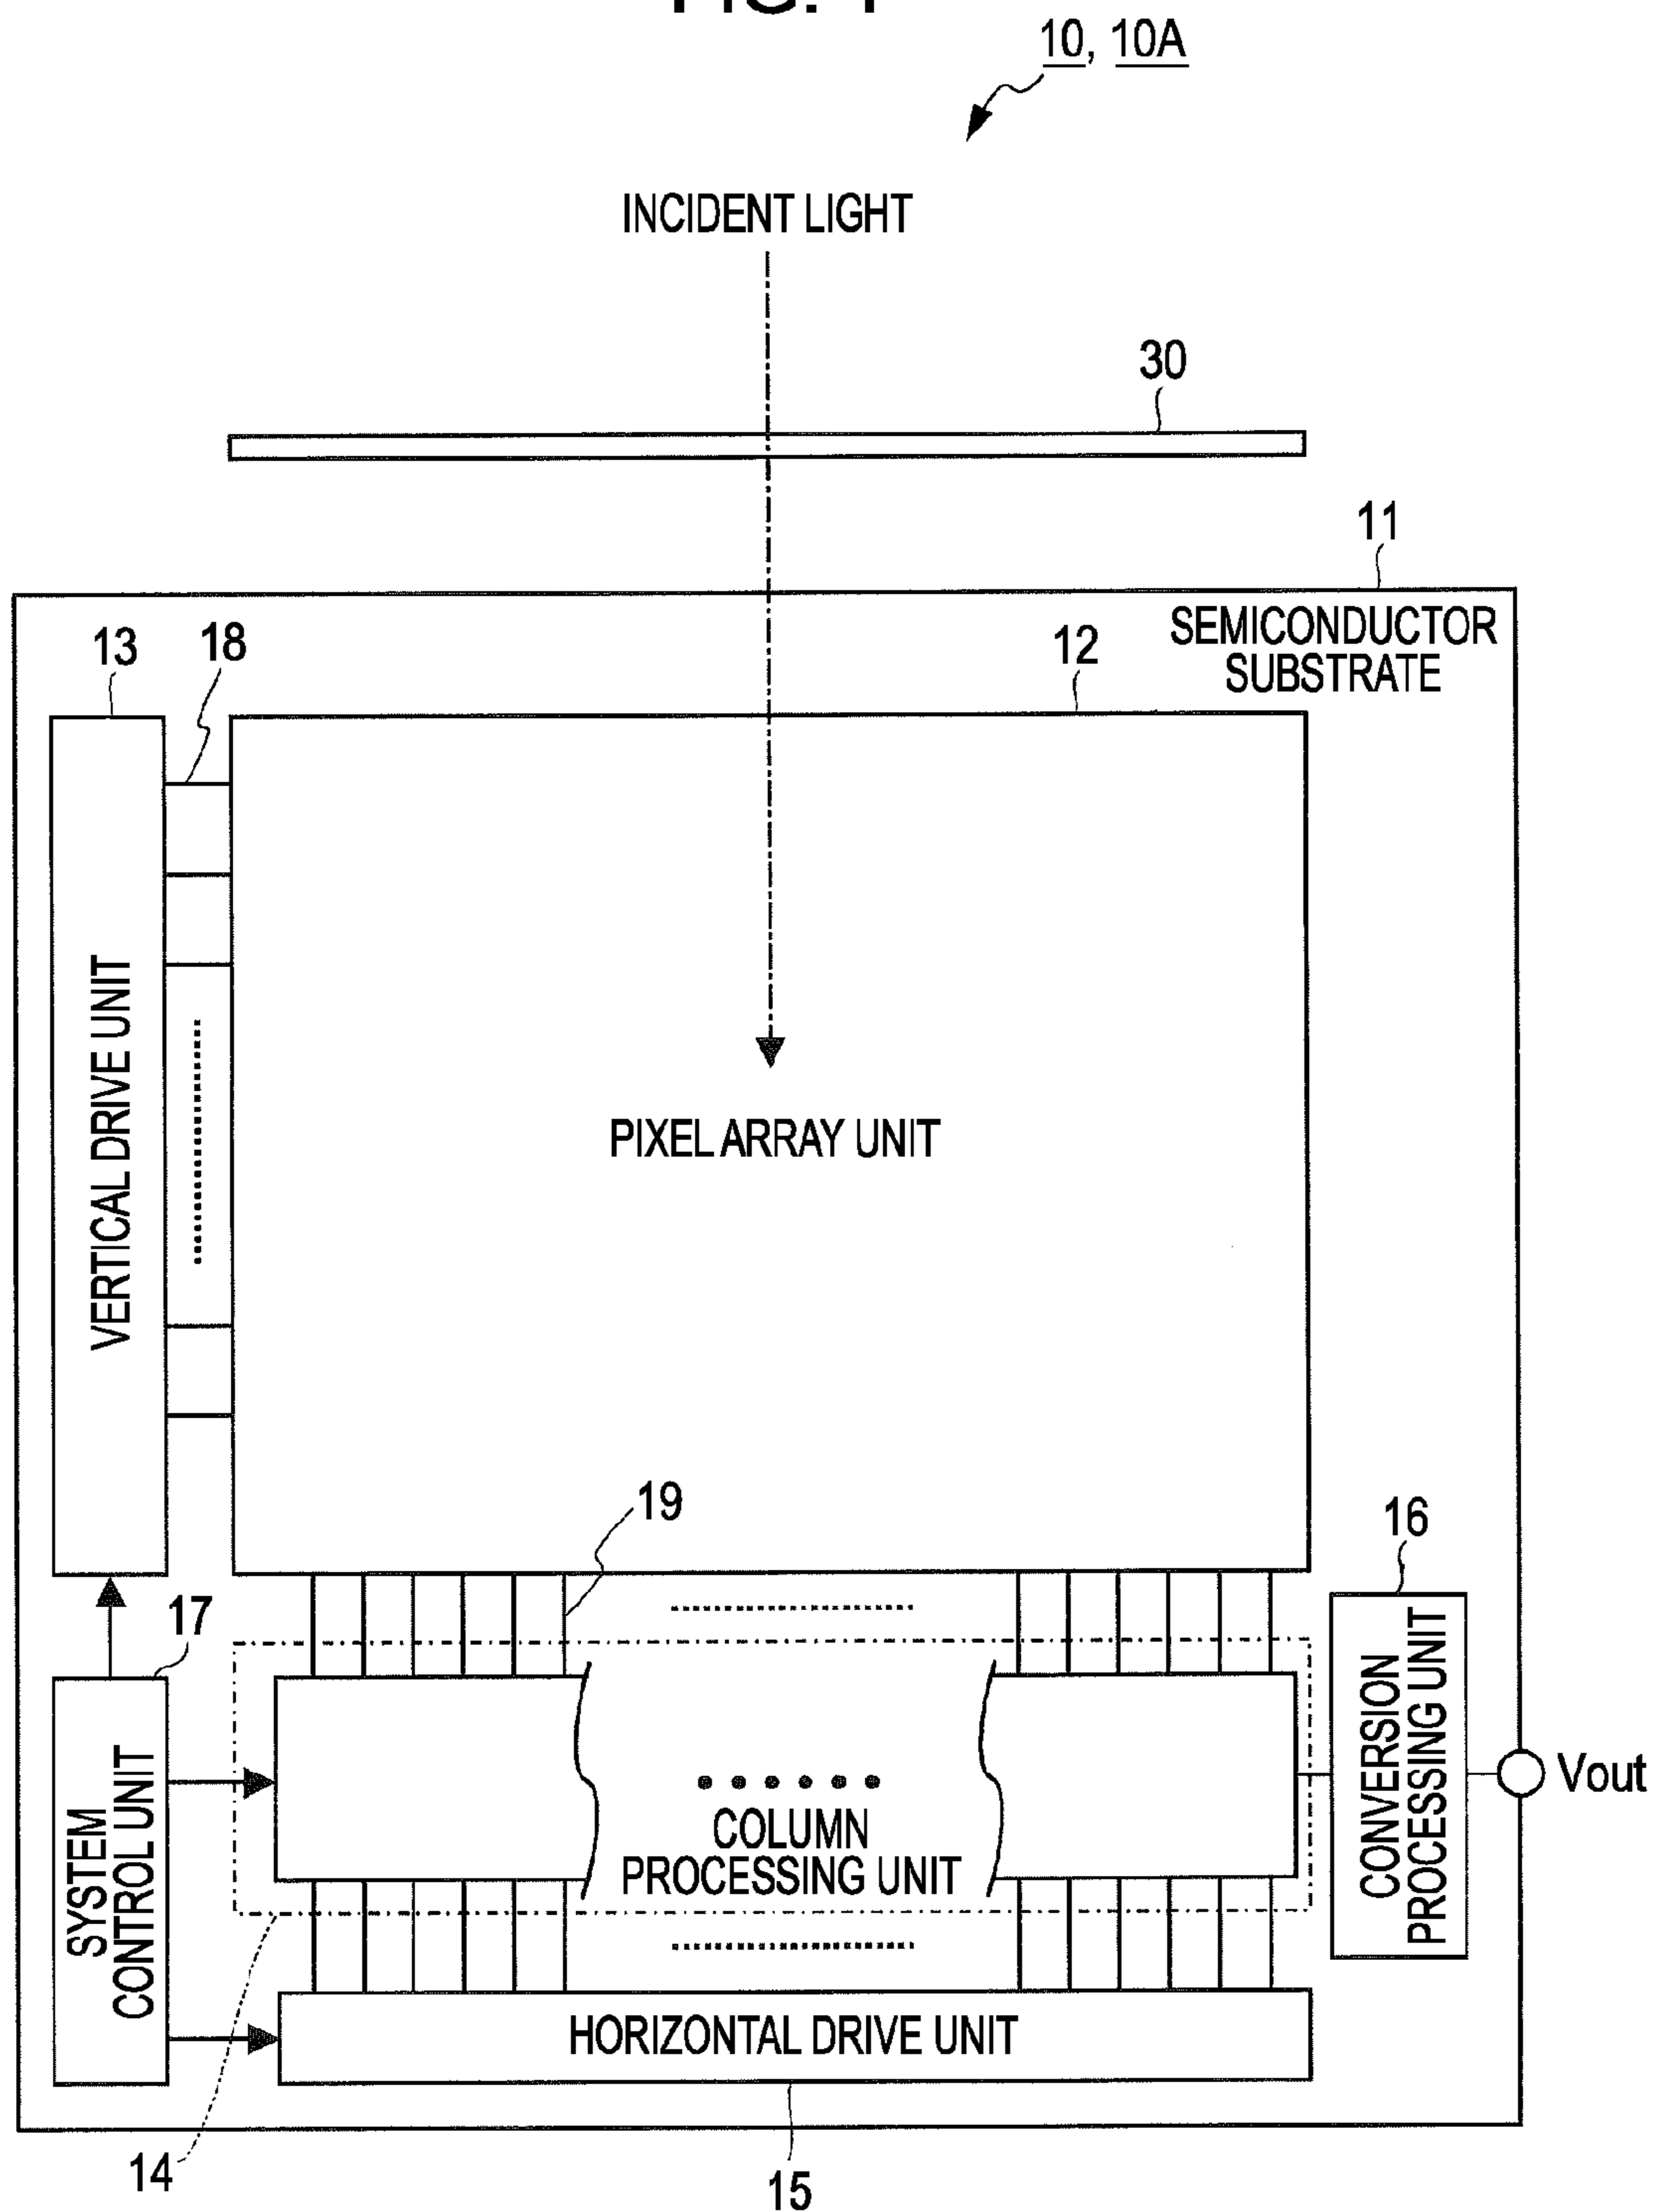 10, 10A
INCIDENT LIGHT
30
11
SEMICONDUCTOR
SUBSTRATE
13
18
12
VERTICAL DRIVE UNIT
PIXEL ARRAY UNIT
19
16
17
CONVERSION
PROCESSING UNIT
SYSTEM
CONTROL UNIT
COLUMN
PROCESSING UNIT
Vout
HORIZONTAL DRIVE UNIT
14
15